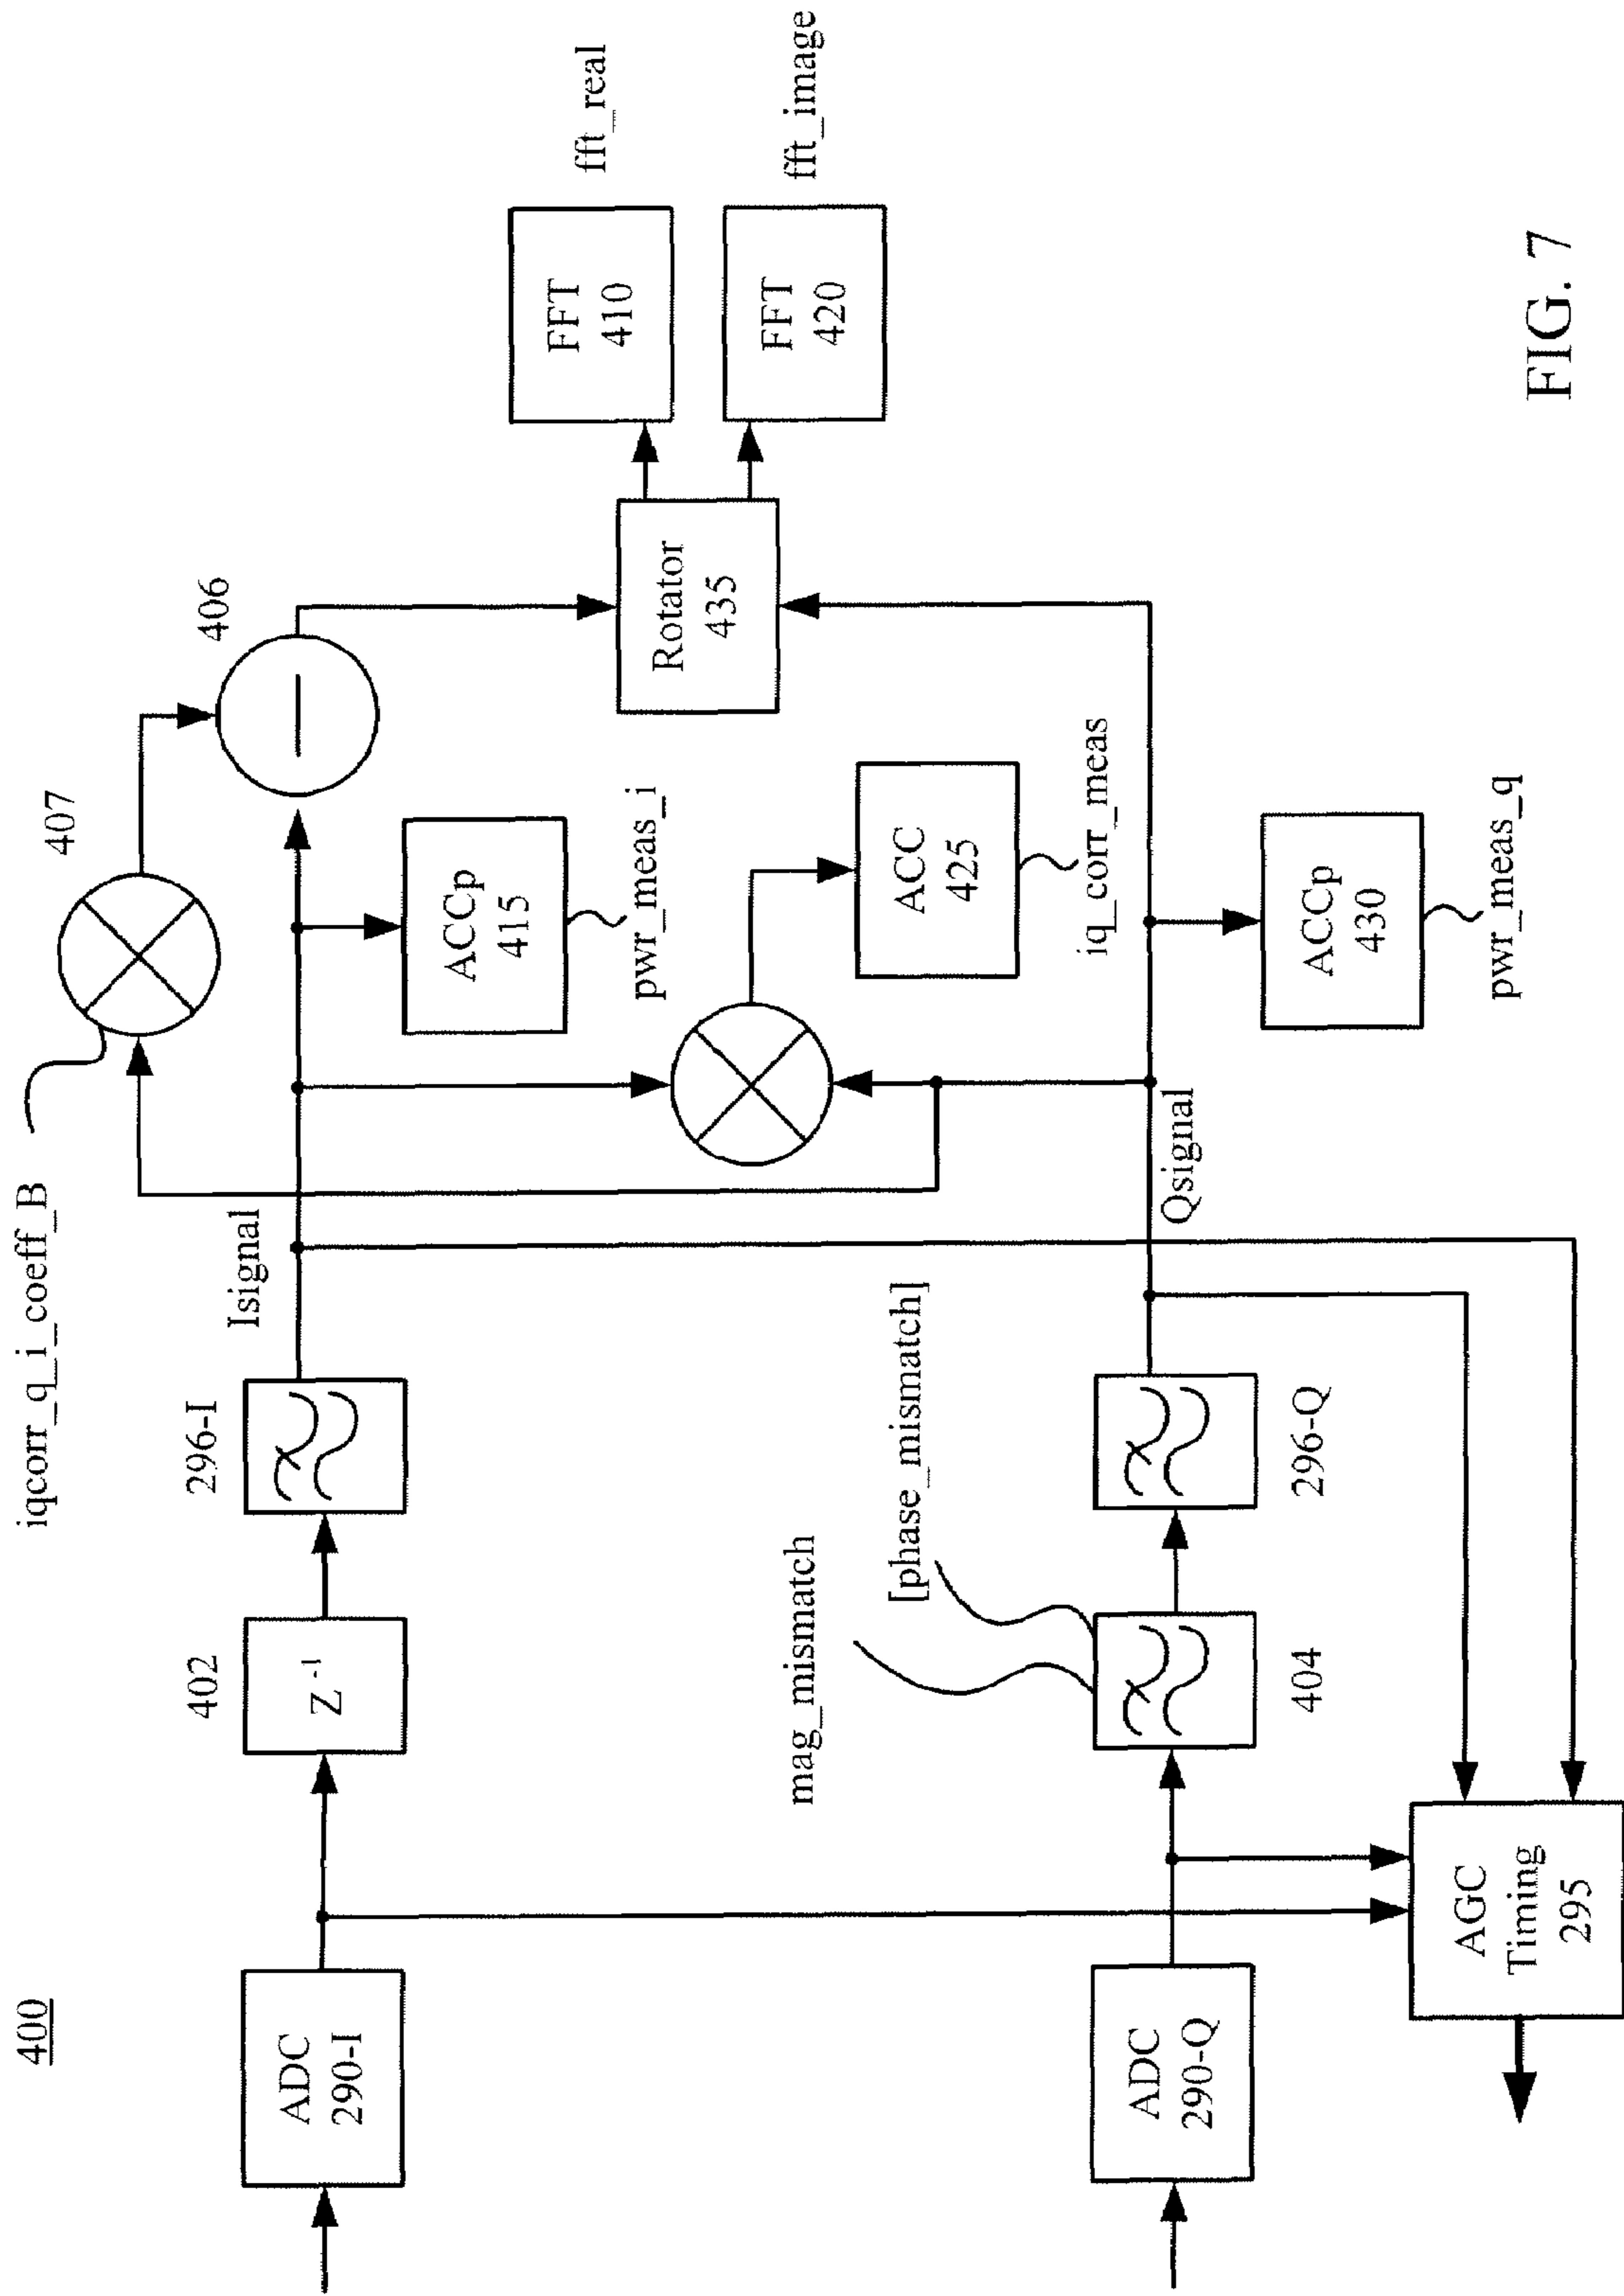 400
iqcorr_q_i_coeff_B
407
406
ADC
290-I
402
Z⁻¹
296-I
Isignal
ACCp
415
pwr_meas_i
fft_real
FFT
410
Rotator
435
FFT
420
fft_image
ACC
425
iq_corr_meas
mag_mismatch
[phase_mismatch]
ADC
290-Q
404
296-Q
Qsignal
ACCp
430
pwr_meas_q
AGC
Timing
295
FIG. 7